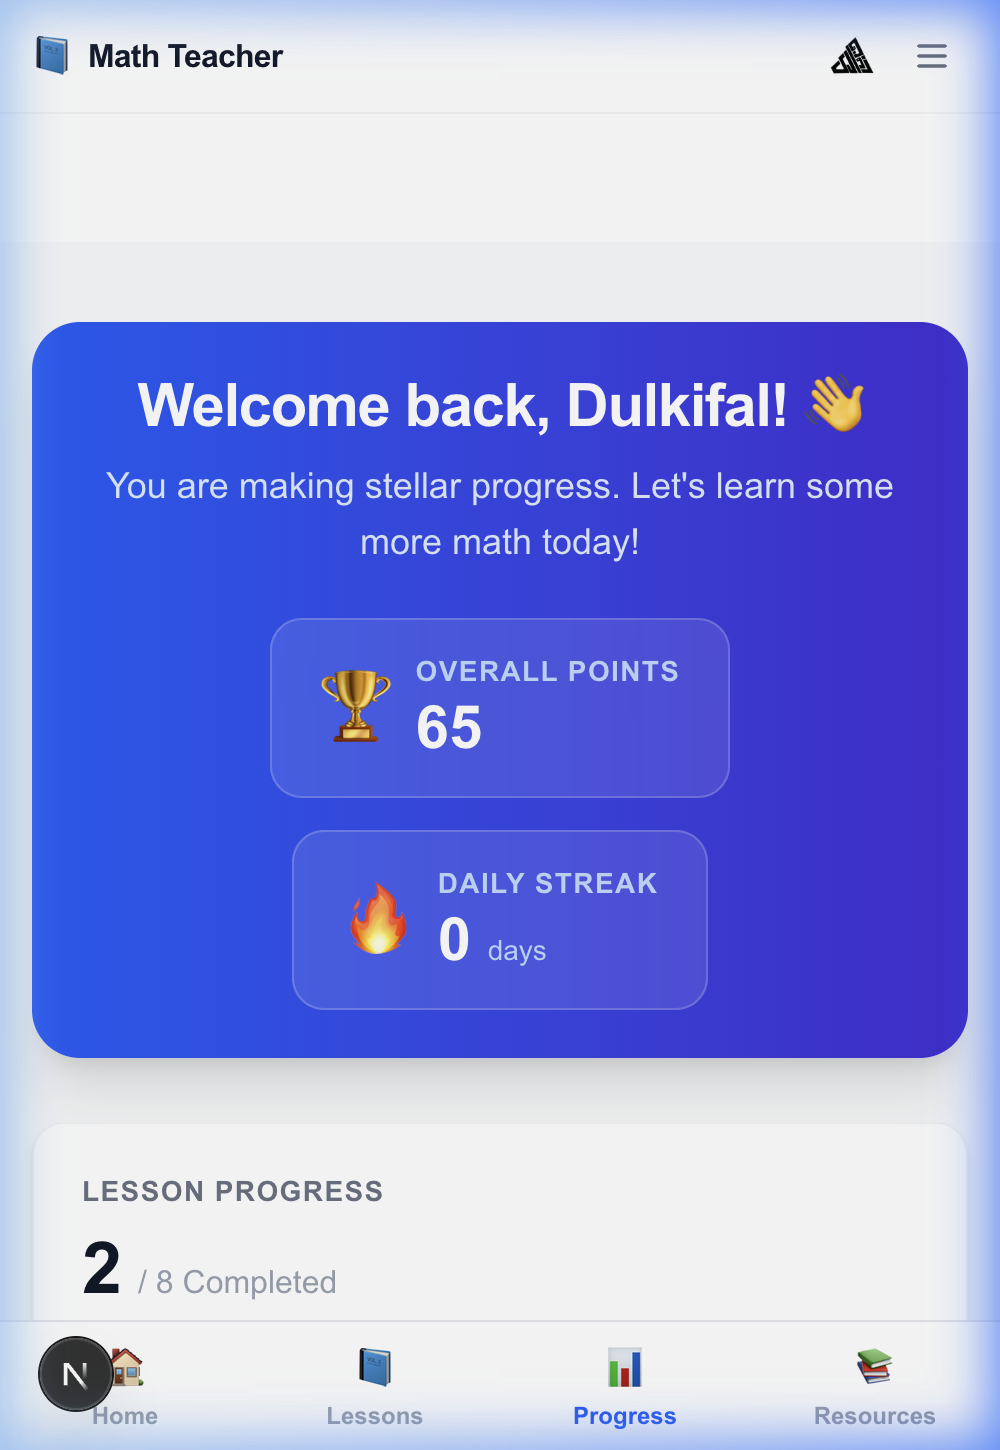 Math Teacher
Welcome back, Dulkifal! 👋
You are making stellar progress. Let's learn some
more math today!
OVERALL POINTS
65
DAILY STREAK
0 days
LESSON PROGRESS
2 / 8 Completed
N
Home
Lessons
Progress
Resources